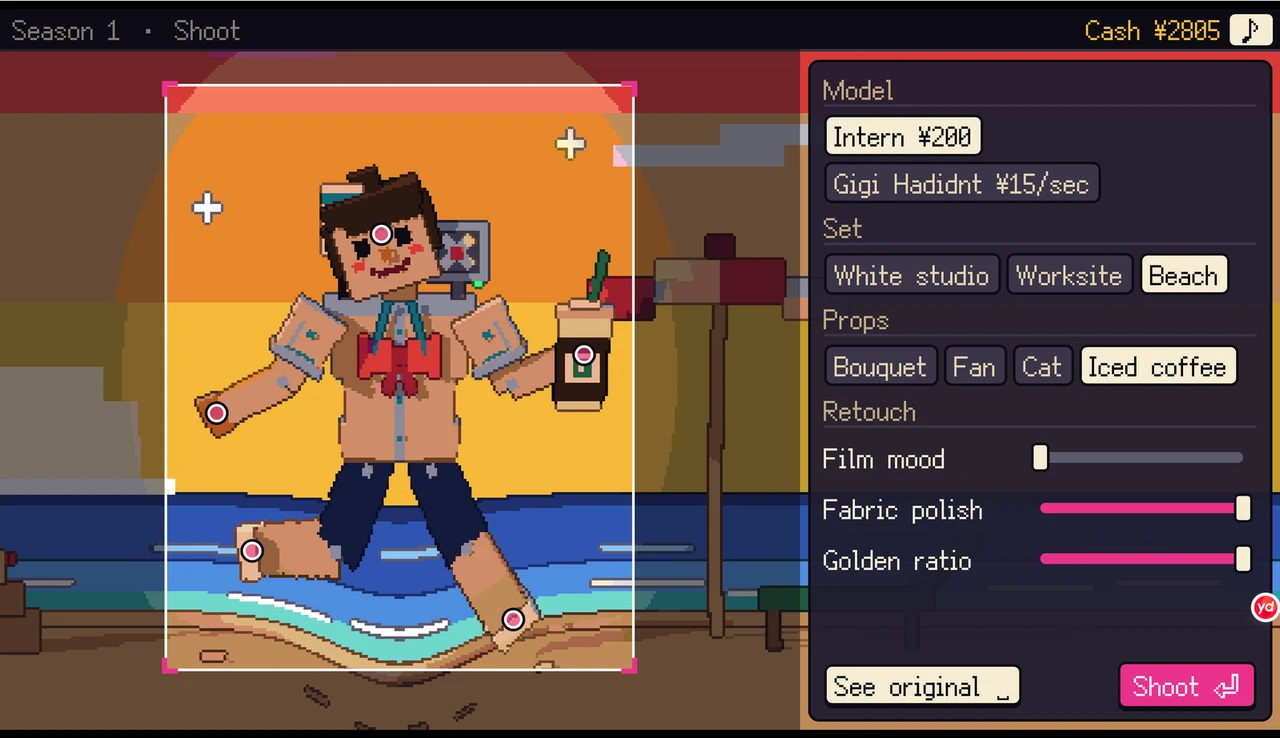 Season 1 · Shoot
Cash ¥2805 ♪
Model
Intern ¥200
Gigi Hadidnt ¥15/sec
Set
White studio Worksite Beach
Props
Bouquet Fan Cat Iced coffee
Retouch
Film mood
Fabric polish
Golden ratio
yd
See original ⎵
Shoot ⏎